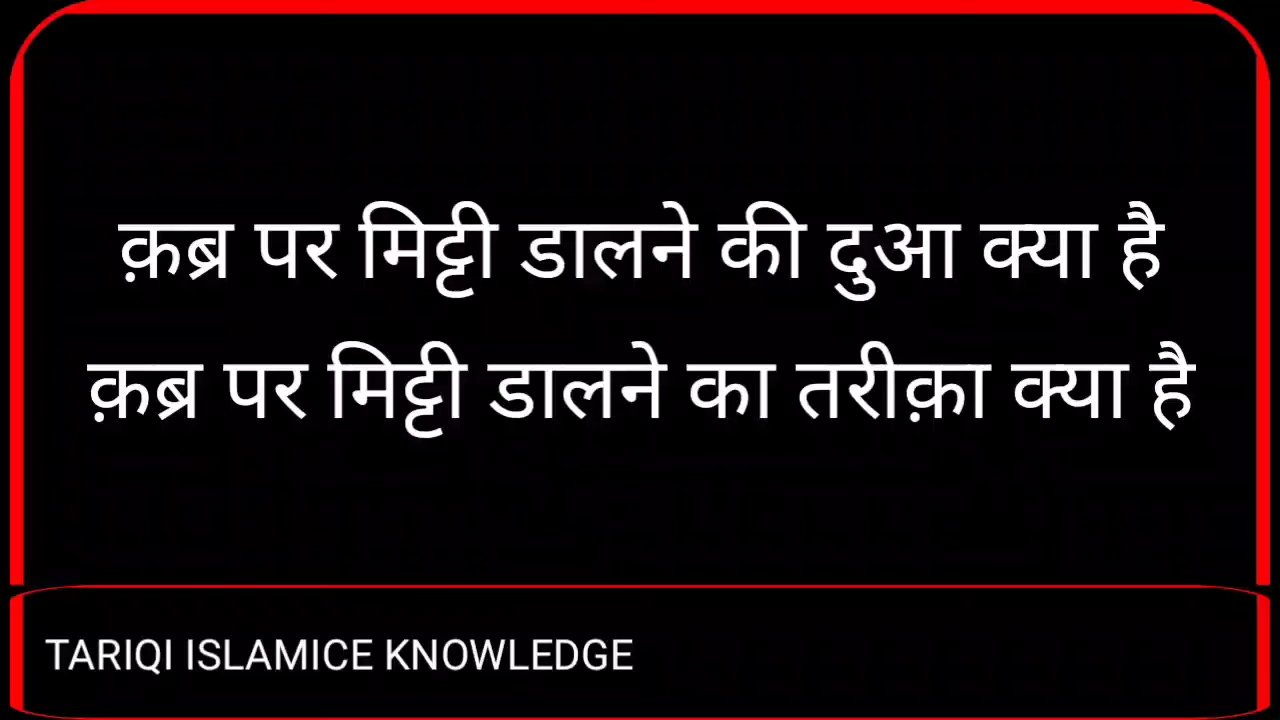 क़ब्र पर मिट्टी डालने की दुआ क्या है
क़ब्र पर मिट्टी डालने का तरीक़ा क्या है
TARIQI ISLAMICE KNOWLEDGE